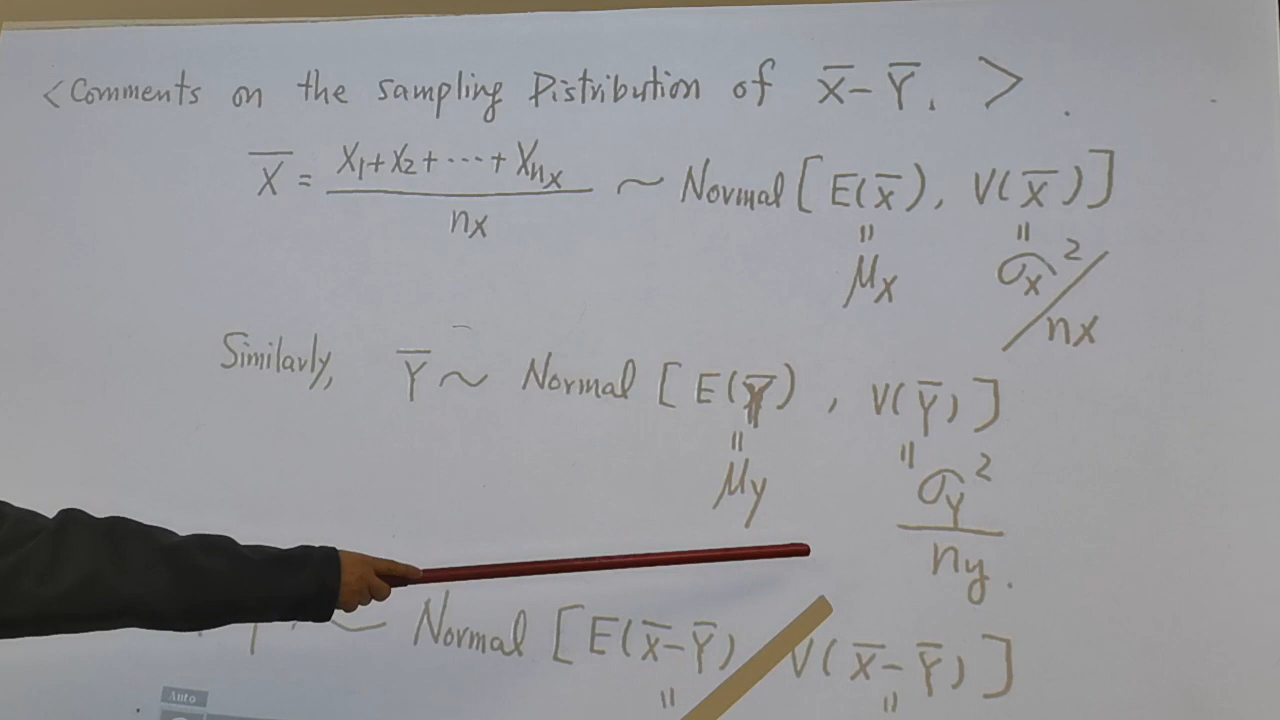 < Comments on the sampling Distribution of X̄ - Ȳ. >.
X̄ = (X₁ + X₂ + ··· + Xnₓ) / nₓ ~ Normal [ E(X̄), V(X̄) ]
" "
μₓ σₓ² / nₓ
Similarly, Ȳ ~ Normal [ E(Ȳ), V(Ȳ) ]
" "
μy σY² / ny.
~ Normal [ E(X̄ - Ȳ) V(X̄ - Ȳ) ]
" "
Auto